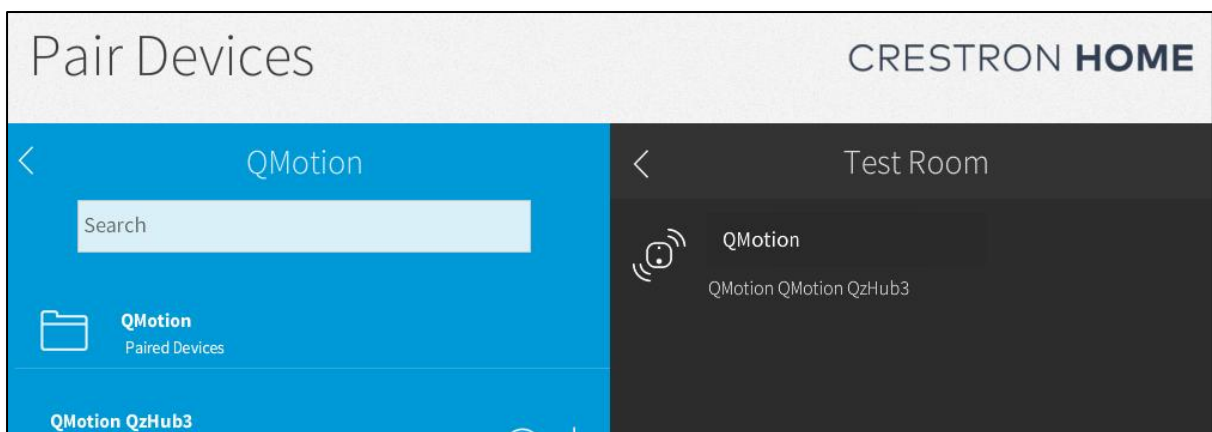 Pair Devices
CRESTRON HOME
QMotion
Search
QMotion
Paired Devices
QMotion QzHub3
Test Room
QMotion
QMotion QMotion QzHub3